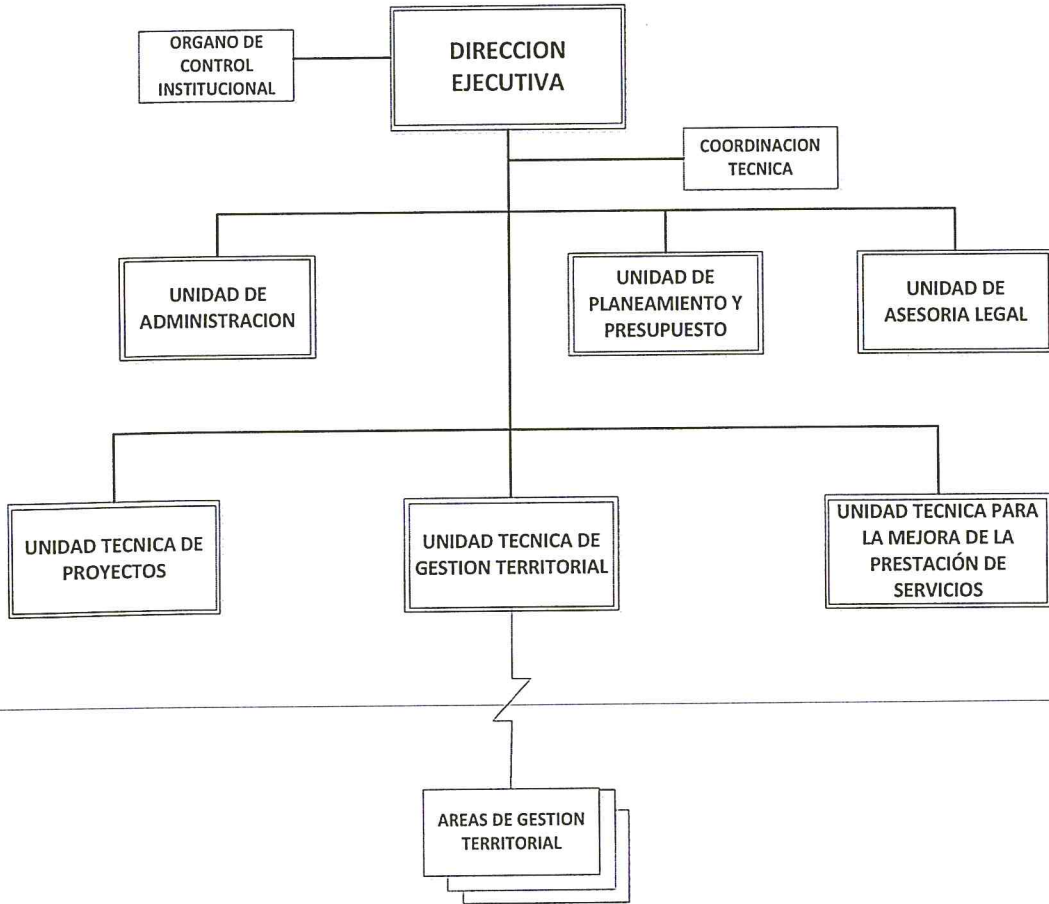 ORGANO DE
CONTROL
INSTITUCIONAL
DIRECCION
EJECUTIVA
COORDINACION
TECNICA
UNIDAD DE
ADMINISTRACION
UNIDAD DE
PLANEAMIENTO Y
PRESUPUESTO
UNIDAD DE
ASESORIA LEGAL
UNIDAD TECNICA DE
PROYECTOS
UNIDAD TECNICA DE
GESTION TERRITORIAL
UNIDAD TECNICA PARA
LA MEJORA DE LA
PRESTACIÓN DE
SERVICIOS
AREAS DE GESTION
TERRITORIAL